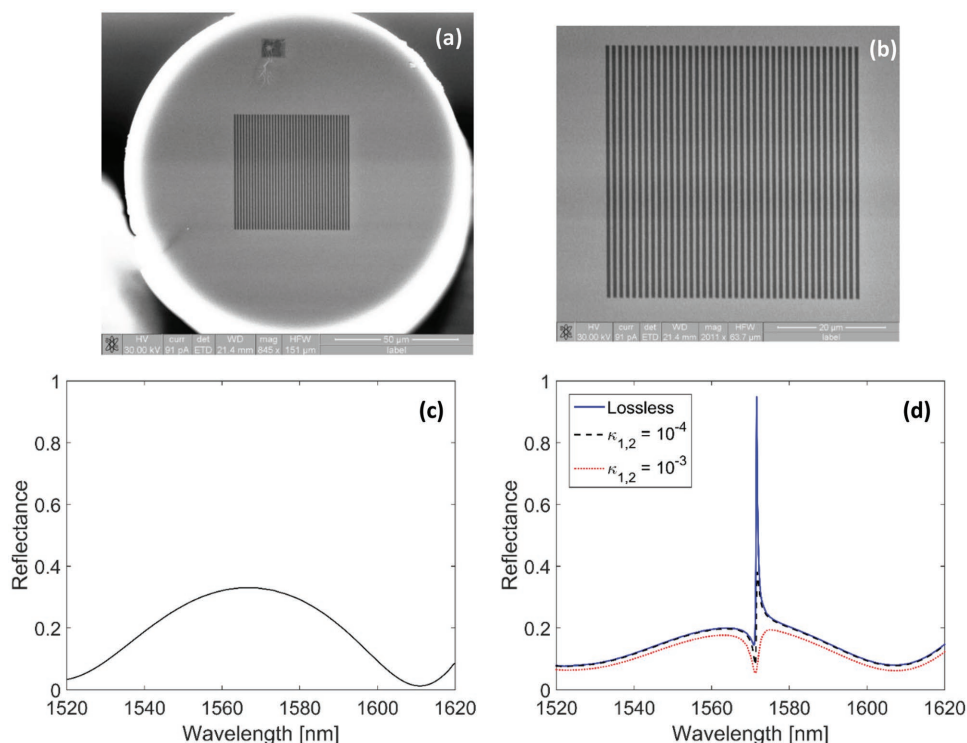 (a)
HV curr det WD mag HFW 50 µm
30.00 kV 91 pA ETD 21.4 mm 845 x 151 µm label
(b)
HV curr det WD mag HFW 20 µm
30.00 kV 91 pA ETD 21.4 mm 2011 x 63.7 µm label
(c)
1
0.8
0.6
0.4
0.2
0
Reflectance
1520 1540 1560 1580 1600 1620
Wavelength [nm]
(d)
Lossless
κ1,2 = 10-4
κ1,2 = 10-3
1
0.8
0.6
0.4
0.2
0
Reflectance
1520 1540 1560 1580 1600 1620
Wavelength [nm]